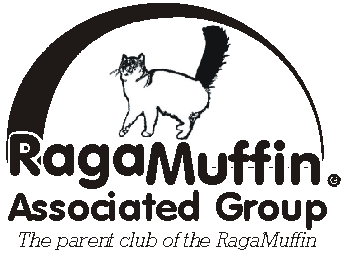 RagaMuffin®
Associated Group
The parent club of the RagaMuffin